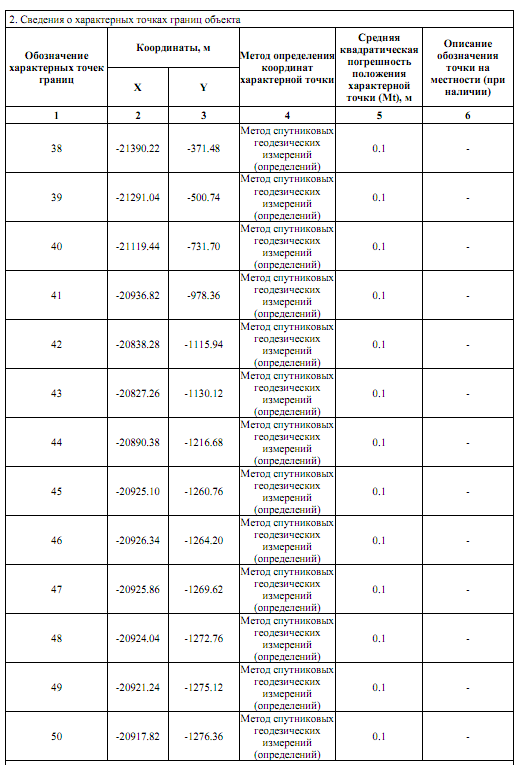 2. Сведения о характерных точках границ объекта
Обозначение
характерных точек
границ
Координаты, м
X
Y
Метод определения
координат
характерной точки
Средняя
квадратическая
погрешность
положения
характерной
точки (Mt), м
Описание
обозначения
точки на
местности (при
наличии)
1 2 3 4 5 6
38 -21390.22 -371.48 Метод спутниковых
геодезических
измерений
(определений) 0.1 -
39 -21291.04 -500.74 Метод спутниковых
геодезических
измерений
(определений) 0.1 -
40 -21119.44 -731.70 Метод спутниковых
геодезических
измерений
(определений) 0.1 -
41 -20936.82 -978.36 Метод спутниковых
геодезических
измерений
(определений) 0.1 -
42 -20838.28 -1115.94 Метод спутниковых
геодезических
измерений
(определений) 0.1 -
43 -20827.26 -1130.12 Метод спутниковых
геодезических
измерений
(определений) 0.1 -
44 -20890.38 -1216.68 Метод спутниковых
геодезических
измерений
(определений) 0.1 -
45 -20925.10 -1260.76 Метод спутниковых
геодезических
измерений
(определений) 0.1 -
46 -20926.34 -1264.20 Метод спутниковых
геодезических
измерений
(определений) 0.1 -
47 -20925.86 -1269.62 Метод спутниковых
геодезических
измерений
(определений) 0.1 -
48 -20924.04 -1272.76 Метод спутниковых
геодезических
измерений
(определений) 0.1 -
49 -20921.24 -1275.12 Метод спутниковых
геодезических
измерений
(определений) 0.1 -
50 -20917.82 -1276.36 Метод спутниковых
геодезических
измерений
(определений) 0.1 -